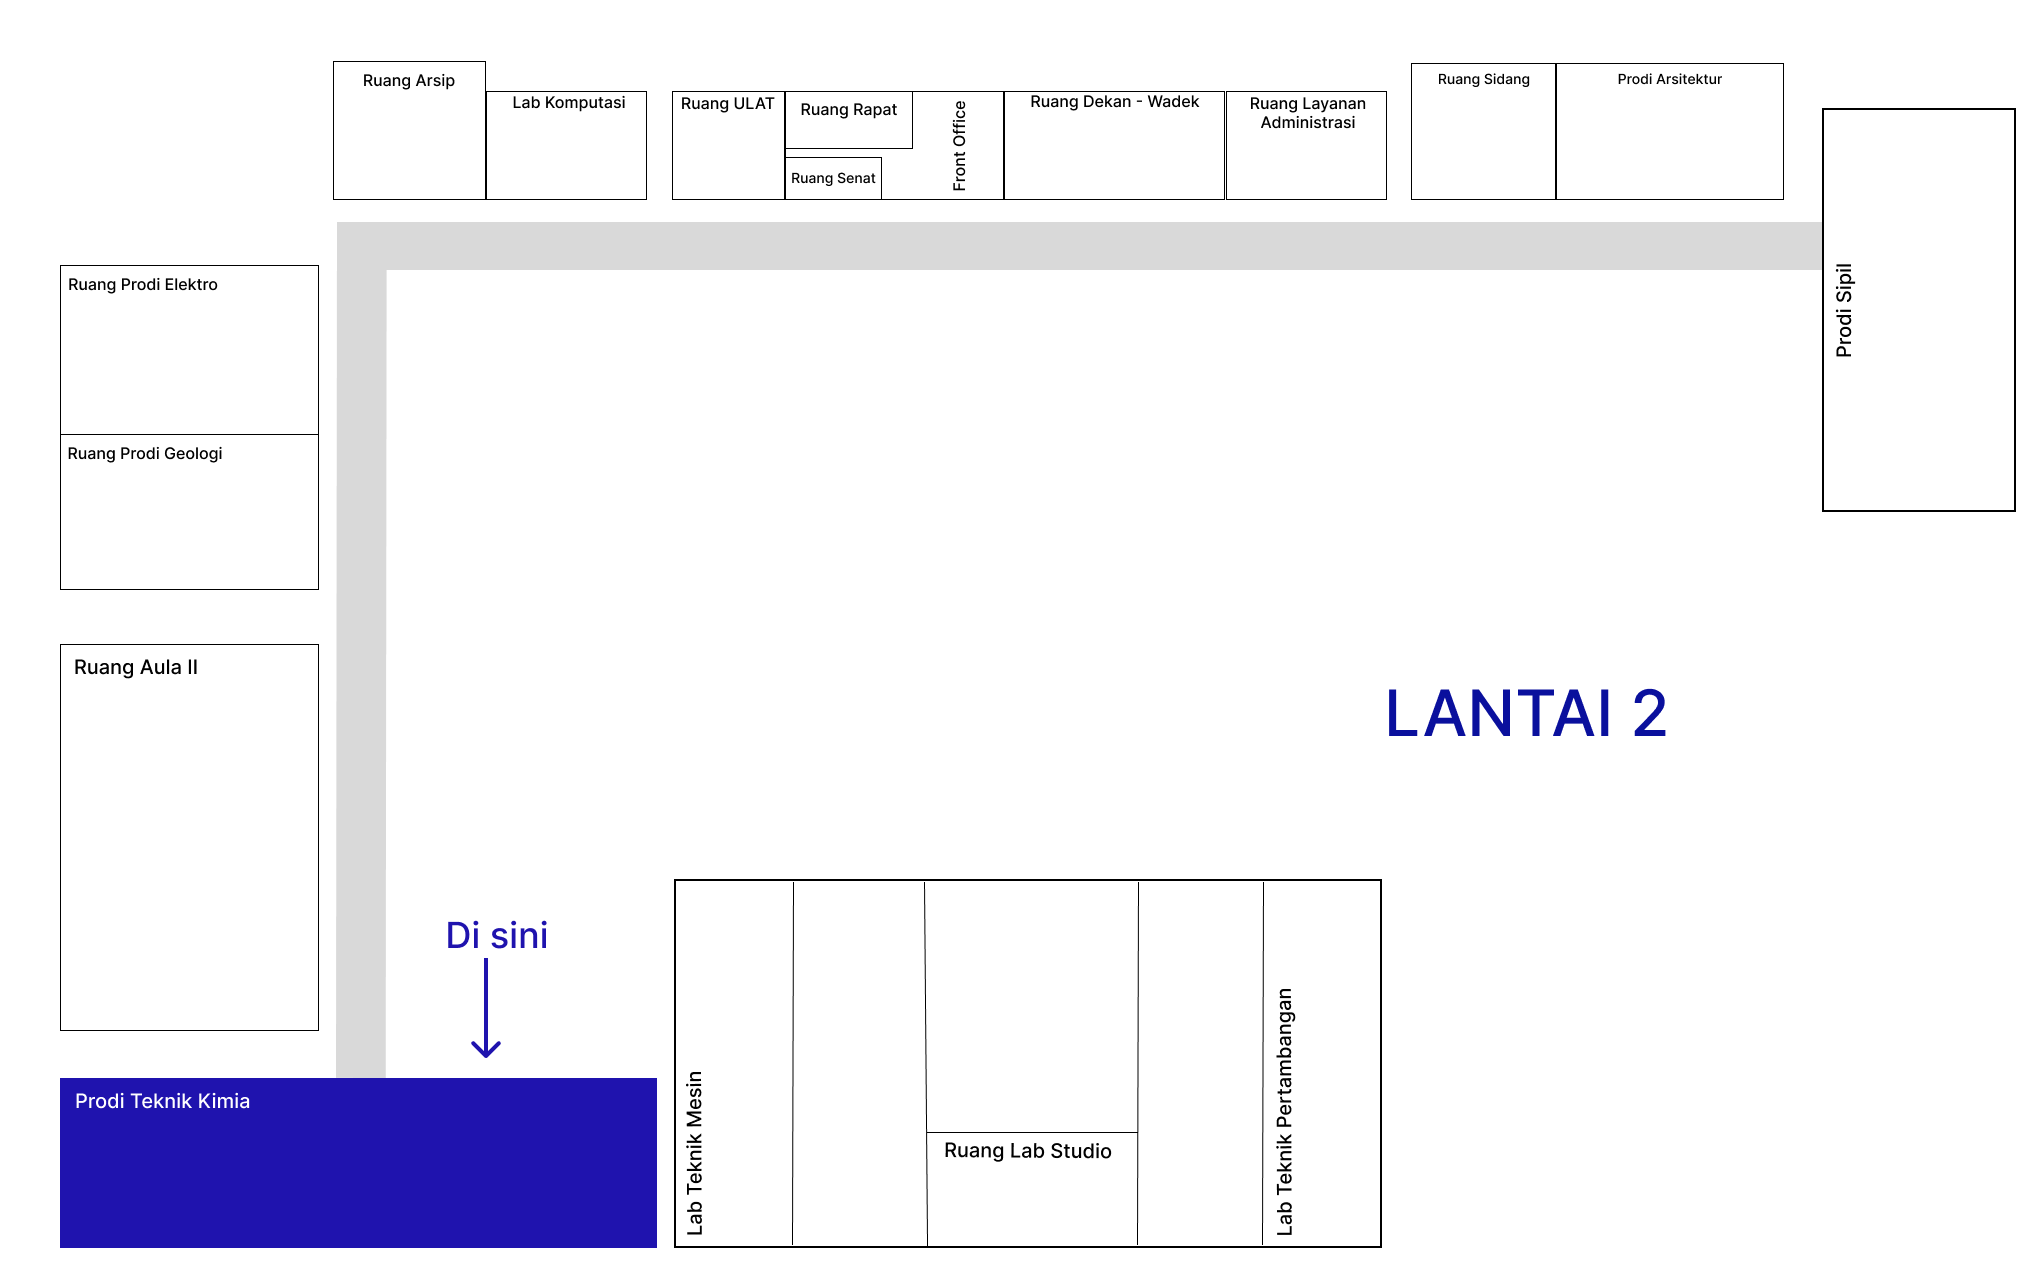 Ruang Arsip
Lab Komputasi
Ruang ULAT
Ruang Rapat
Ruang Senat
Front Office
Ruang Dekan - Wadek
Ruang Layanan
Administrasi
Ruang Sidang
Prodi Arsitektur
Prodi Sipil
Ruang Prodi Elektro
Ruang Prodi Geologi
Ruang Aula II
LANTAI 2
Di sini
Prodi Teknik Kimia
Lab Teknik Mesin
Ruang Lab Studio
Lab Teknik Pertambangan